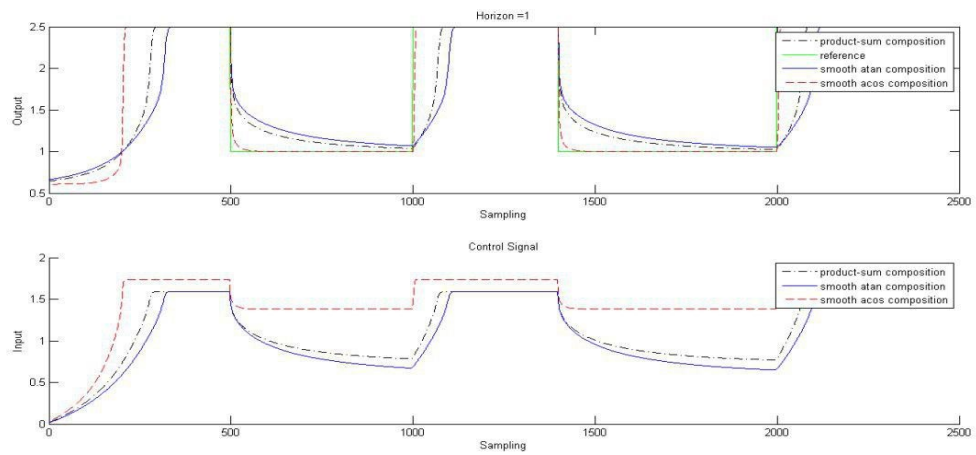 Horizon =1
2.5
2
1.5
1
0.5
Output
product-sum composition
reference
smooth atan composition
smooth acos composition
0
500
1000
1500
2000
2500
Sampling
Control Signal
2
1.5
1
0.5
0
Input
product-sum composition
smooth atan composition
smooth acos composition
0
500
1000
1500
2000
2500
Sampling